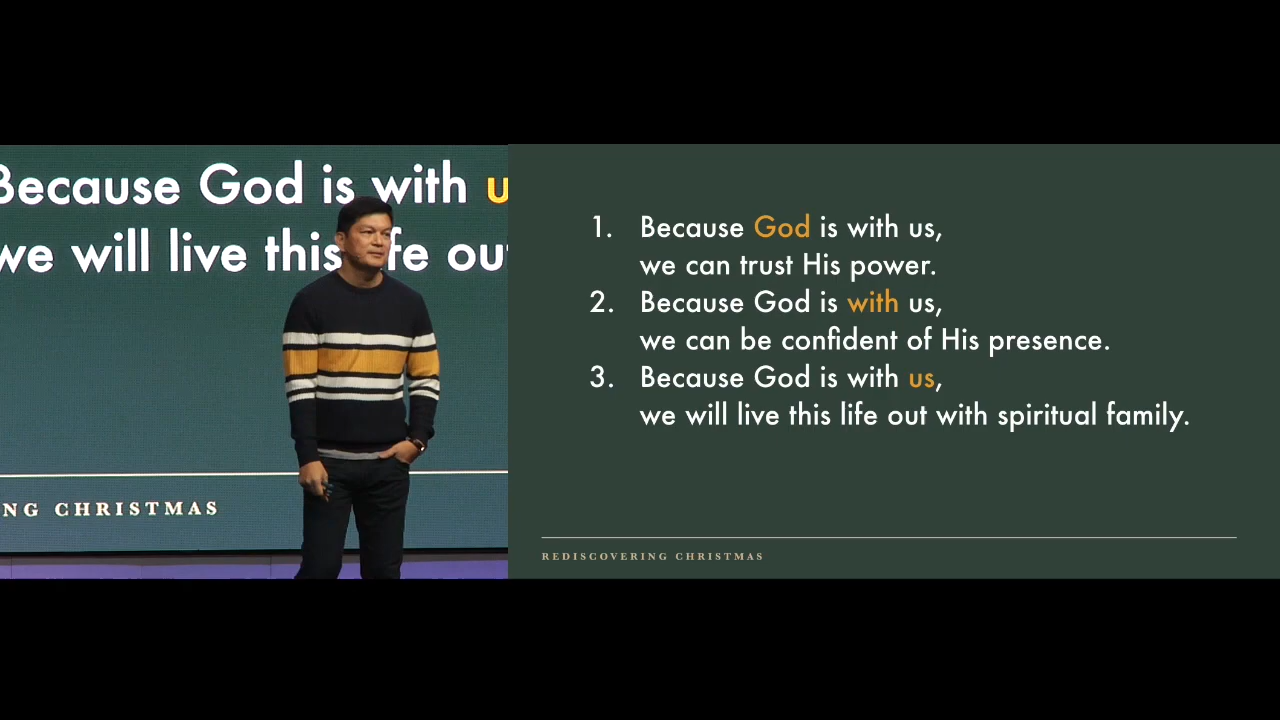 Because God is with
we will live this fe out
NG CHRISTMAS
1. Because God is with us,
we can trust His power.
2. Because God is with us,
we can be confident of His presence.
3. Because God is with us,
we will live this life out with spiritual family.
REDISCOVERING CHRISTMAS